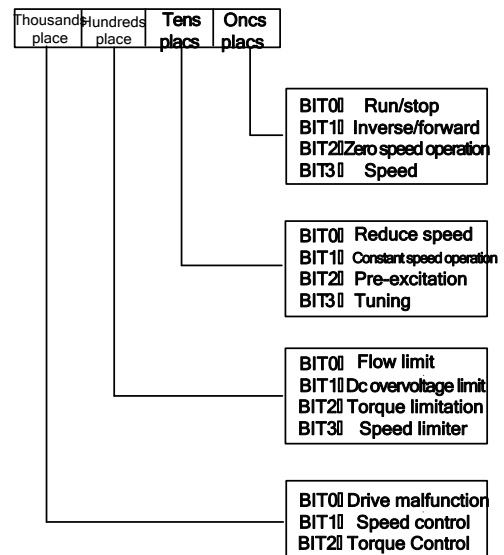 Thousands place
Hundreds place
Tens placs
Oncs placs
BIT0 Run/stop
BIT1 Inverse/forward
BIT2 Zero speed operation
BIT3 Speed
BIT0 Reduce speed
BIT1 Constant speed operation
BIT2 Pre-excitation
BIT3 Tuning
BIT0 Flow limit
BIT1 Dc overvoltage limit
BIT2 Torque limitation
BIT3 Speed limiter
BIT0 Drive malfunction
BIT1 Speed control
BIT2 Torque Control